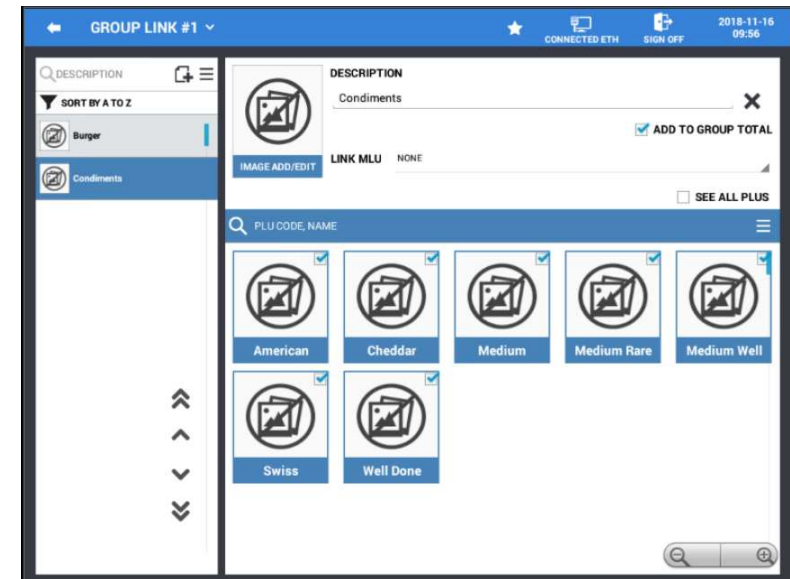 GROUP LINK #1
CONNECTED ETH
SIGN OFF
2018-11-16
09:56
DESCRIPTION
SORT BY A TO Z
Burger
Condiments
IMAGE ADD/EDIT
DESCRIPTION
Condiments
ADD TO GROUP TOTAL
LINK MLU NONE
SEE ALL PLUS
PLU CODE, NAME
American
Cheddar
Medium
Medium Rare
Medium Well
Swiss
Well Done